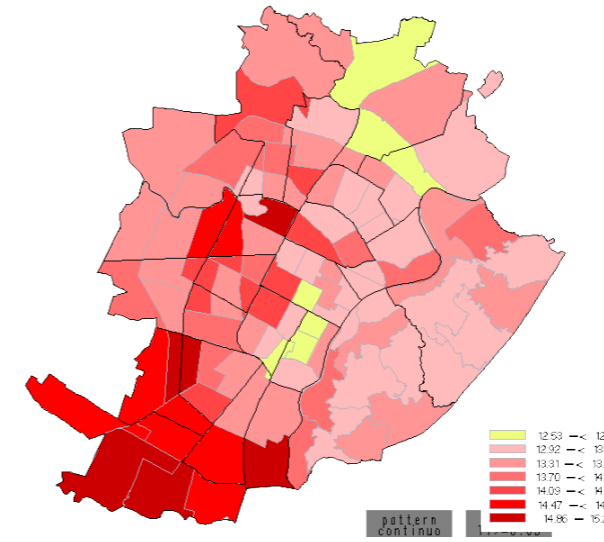 12.53 —< 12
12.92 —< 13
13.31 —< 13.
13.70 —< 14
14.09 —< 14.
14.47 —< 14
14.86 — 15.
pattern
continuo